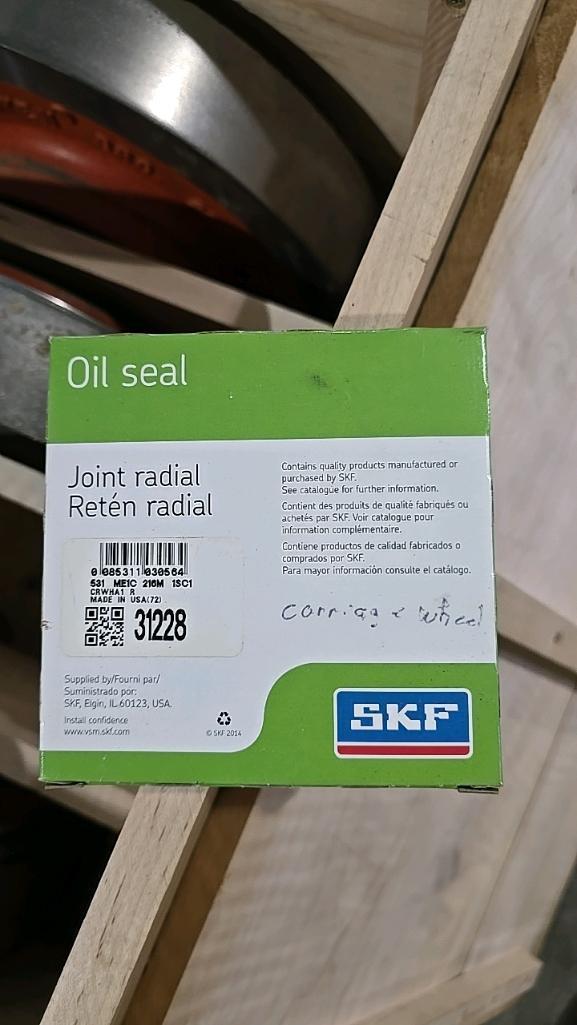 Oil seal
Joint radial
Retén radial
0 085311 030504
531 ME1C 216M 1SC1
CRWHA1 R
MADE IN USA(72)
31228
Supplied by/Fourni par/
Suministrado por:
SKF, Elgin, IL 60123, USA.
Install confidence
www.vsm.skf.com
© SKF 2014
Contains quality products manufactured or
purchased by SKF.
See catalogue for further information.
Contient des produits de qualité fabriqués ou
achetés par SKF. Voir catalogue pour
information complémentaire.
Contiene productos de calidad fabricados o
comprados por SKF.
Para mayor información consulte el catálogo.
Carriage wheel
SKF